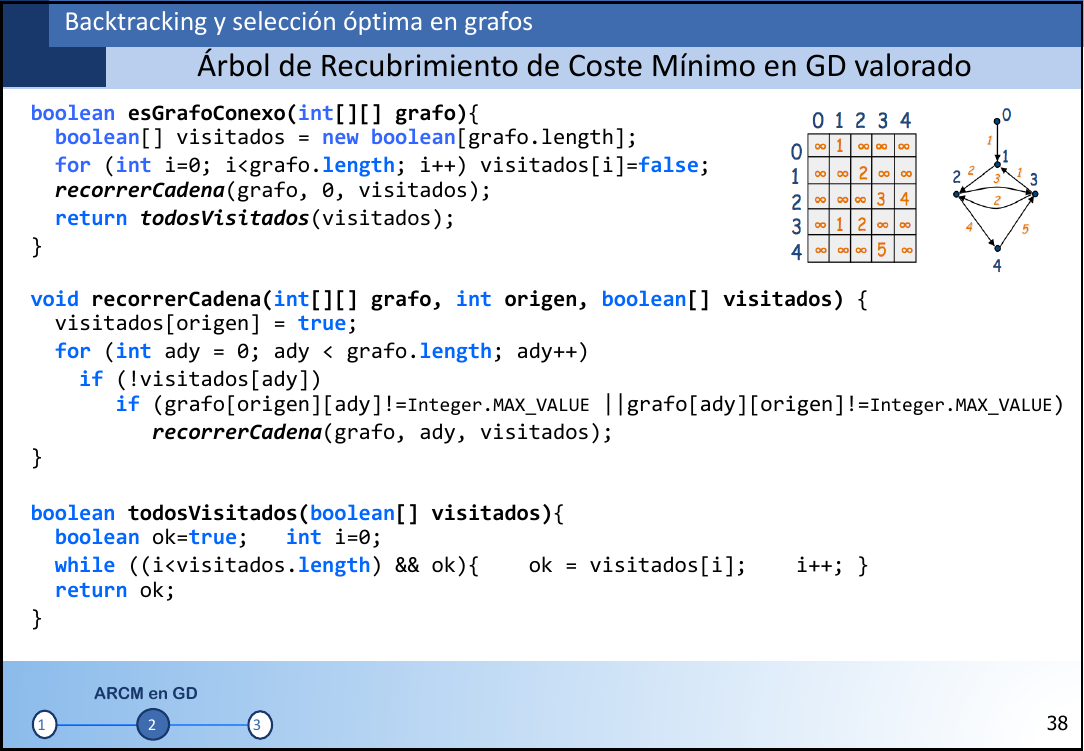 Backtracking y selección óptima en grafos
Árbol de Recubrimiento de Coste Mínimo en GD valorado
boolean esGrafoConexo(int[][] grafo){
boolean[] visitados = new boolean[grafo.length];
for (int i=0; i<grafo.length; i++) visitados[i]=false;
recorrerCadena(grafo, 0, visitados);
return todosVisitados(visitados);
}
0 1 2 3 4
0 ∞ 1 ∞ ∞ ∞
1 ∞ ∞ 2 ∞ ∞
2 ∞ ∞ ∞ 3 4
3 ∞ 1 2 ∞ ∞
4 ∞ ∞ ∞ 5 ∞
0
1
1
2 2 3 1 3
2
4 5
4
void recorrerCadena(int[][] grafo, int origen, boolean[] visitados) {
visitados[origen] = true;
for (int ady = 0; ady < grafo.length; ady++)
if (!visitados[ady])
if (grafo[origen][ady]!=Integer.MAX_VALUE ||grafo[ady][origen]!=Integer.MAX_VALUE)
recorrerCadena(grafo, ady, visitados);
}
boolean todosVisitados(boolean[] visitados){
boolean ok=true; int i=0;
while ((i<visitados.length) && ok){ ok = visitados[i]; i++; }
return ok;
}
ARCM en GD
1 2 3
38